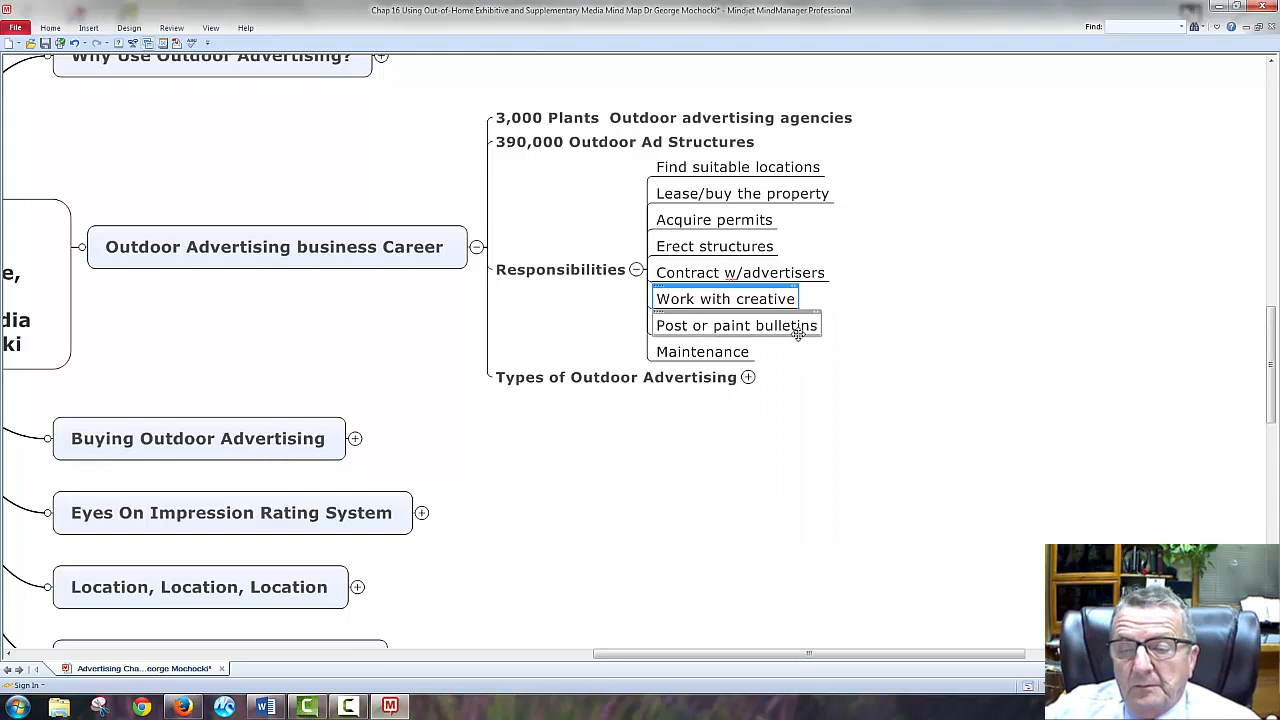 Chap 16 Using Out-of-Home Exhibitive and Supplementary Media Mind Map Dr George Mochocki* - Mindjet MindManager Professional
File Home Insert Design Review View Find:
Why Use Outdoor Advertising?
3,000 Plants  Outdoor advertising agencies
390,000 Outdoor Ad Structures
Find suitable locations
Lease/buy the property
Acquire permits
Outdoor Advertising business Career
Erect structures
Responsibilities
Contract w/advertisers
e,
Work with creative
dia
Post or paint bulletins
ki
Maintenance
Types of Outdoor Advertising
Buying Outdoor Advertising
Eyes On Impression Rating System
Location, Location, Location
Advertising Cha...eorge Mochocki*
Sign In